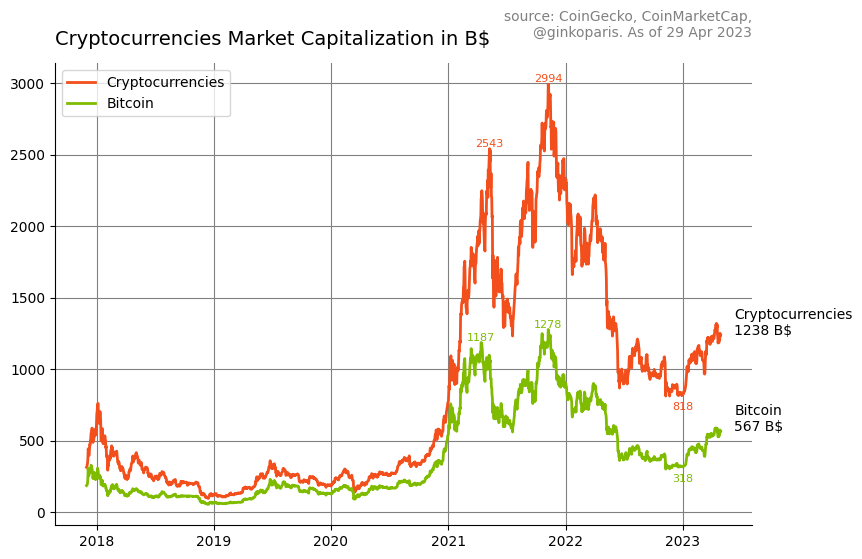 source: CoinGecko, CoinMarketCap,
@ginkoparis. As of 29 Apr 2023
Cryptocurrencies Market Capitalization in B$
Cryptocurrencies
Bitcoin
3000
2500
2000
1500
1000
500
0
2994
2543
1278
1187
818
318
Cryptocurrencies
1238 B$
Bitcoin
567 B$
2018 2019 2020 2021 2022 2023